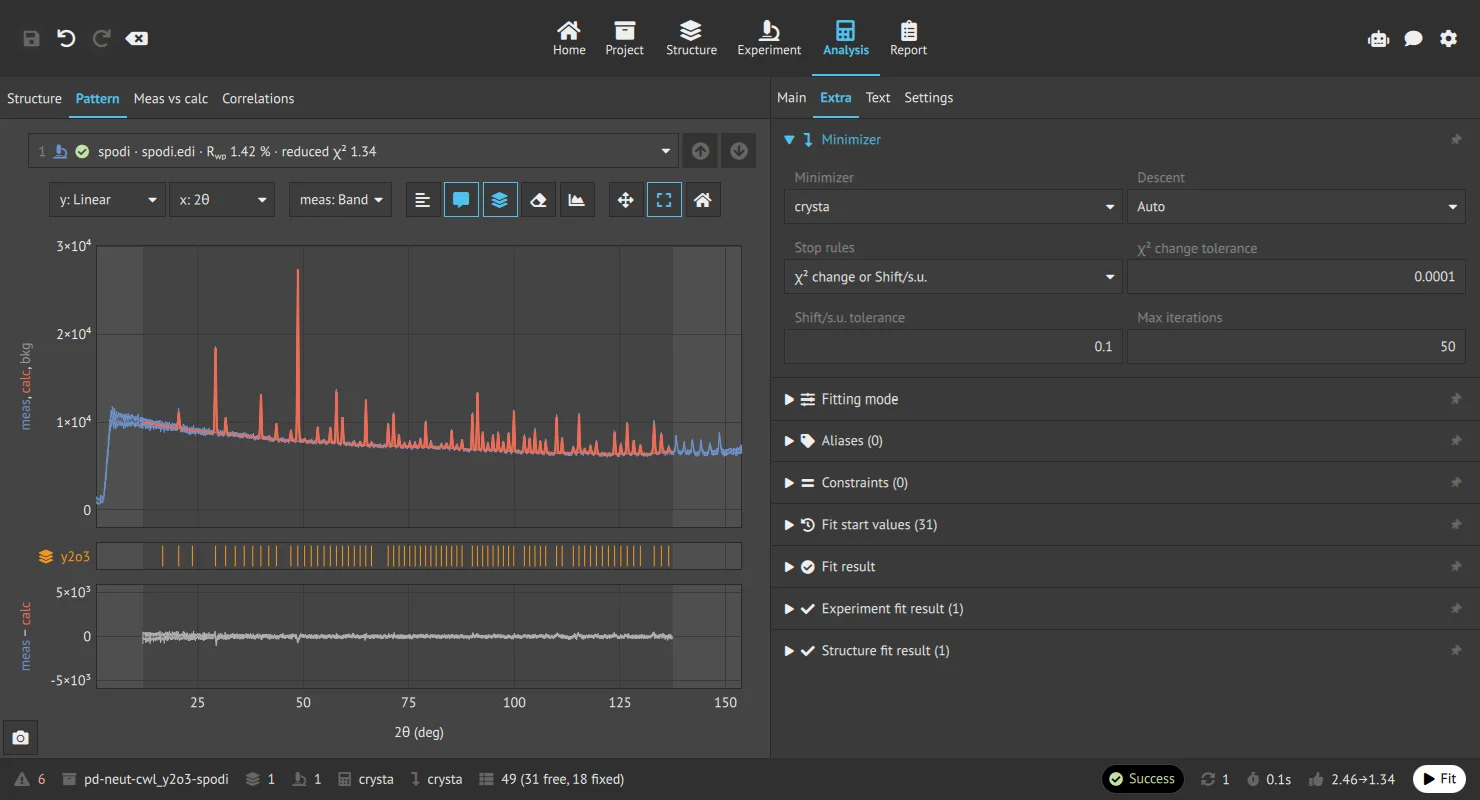 Home Project Structure Experiment Analysis Report
Structure Pattern Meas vs calc Correlations
Main Extra Text Settings
1 spodi · spodi.edi · Rwp 1.42 % · reduced χ² 1.34
y: Linear x: 2θ meas: Band
3×10⁴
2×10⁴
1×10⁴
0
meas, calc, bkg
y2o3
5×10³
0
-5×10³
meas − calc
25 50 75 100 125 150
2θ (deg)
Minimizer
Minimizer Descent
crysta Auto
Stop rules χ² change tolerance
χ² change or Shift/s.u. 0.0001
Shift/s.u. tolerance Max iterations
0.1 50
Fitting mode
Aliases (0)
Constraints (0)
Fit start values (31)
Fit result
Experiment fit result (1)
Structure fit result (1)
6 pd-neut-cwl_y2o3-spodi 1 1 crysta crysta 49 (31 free, 18 fixed) Success 1 0.1s 2.46→1.34 Fit